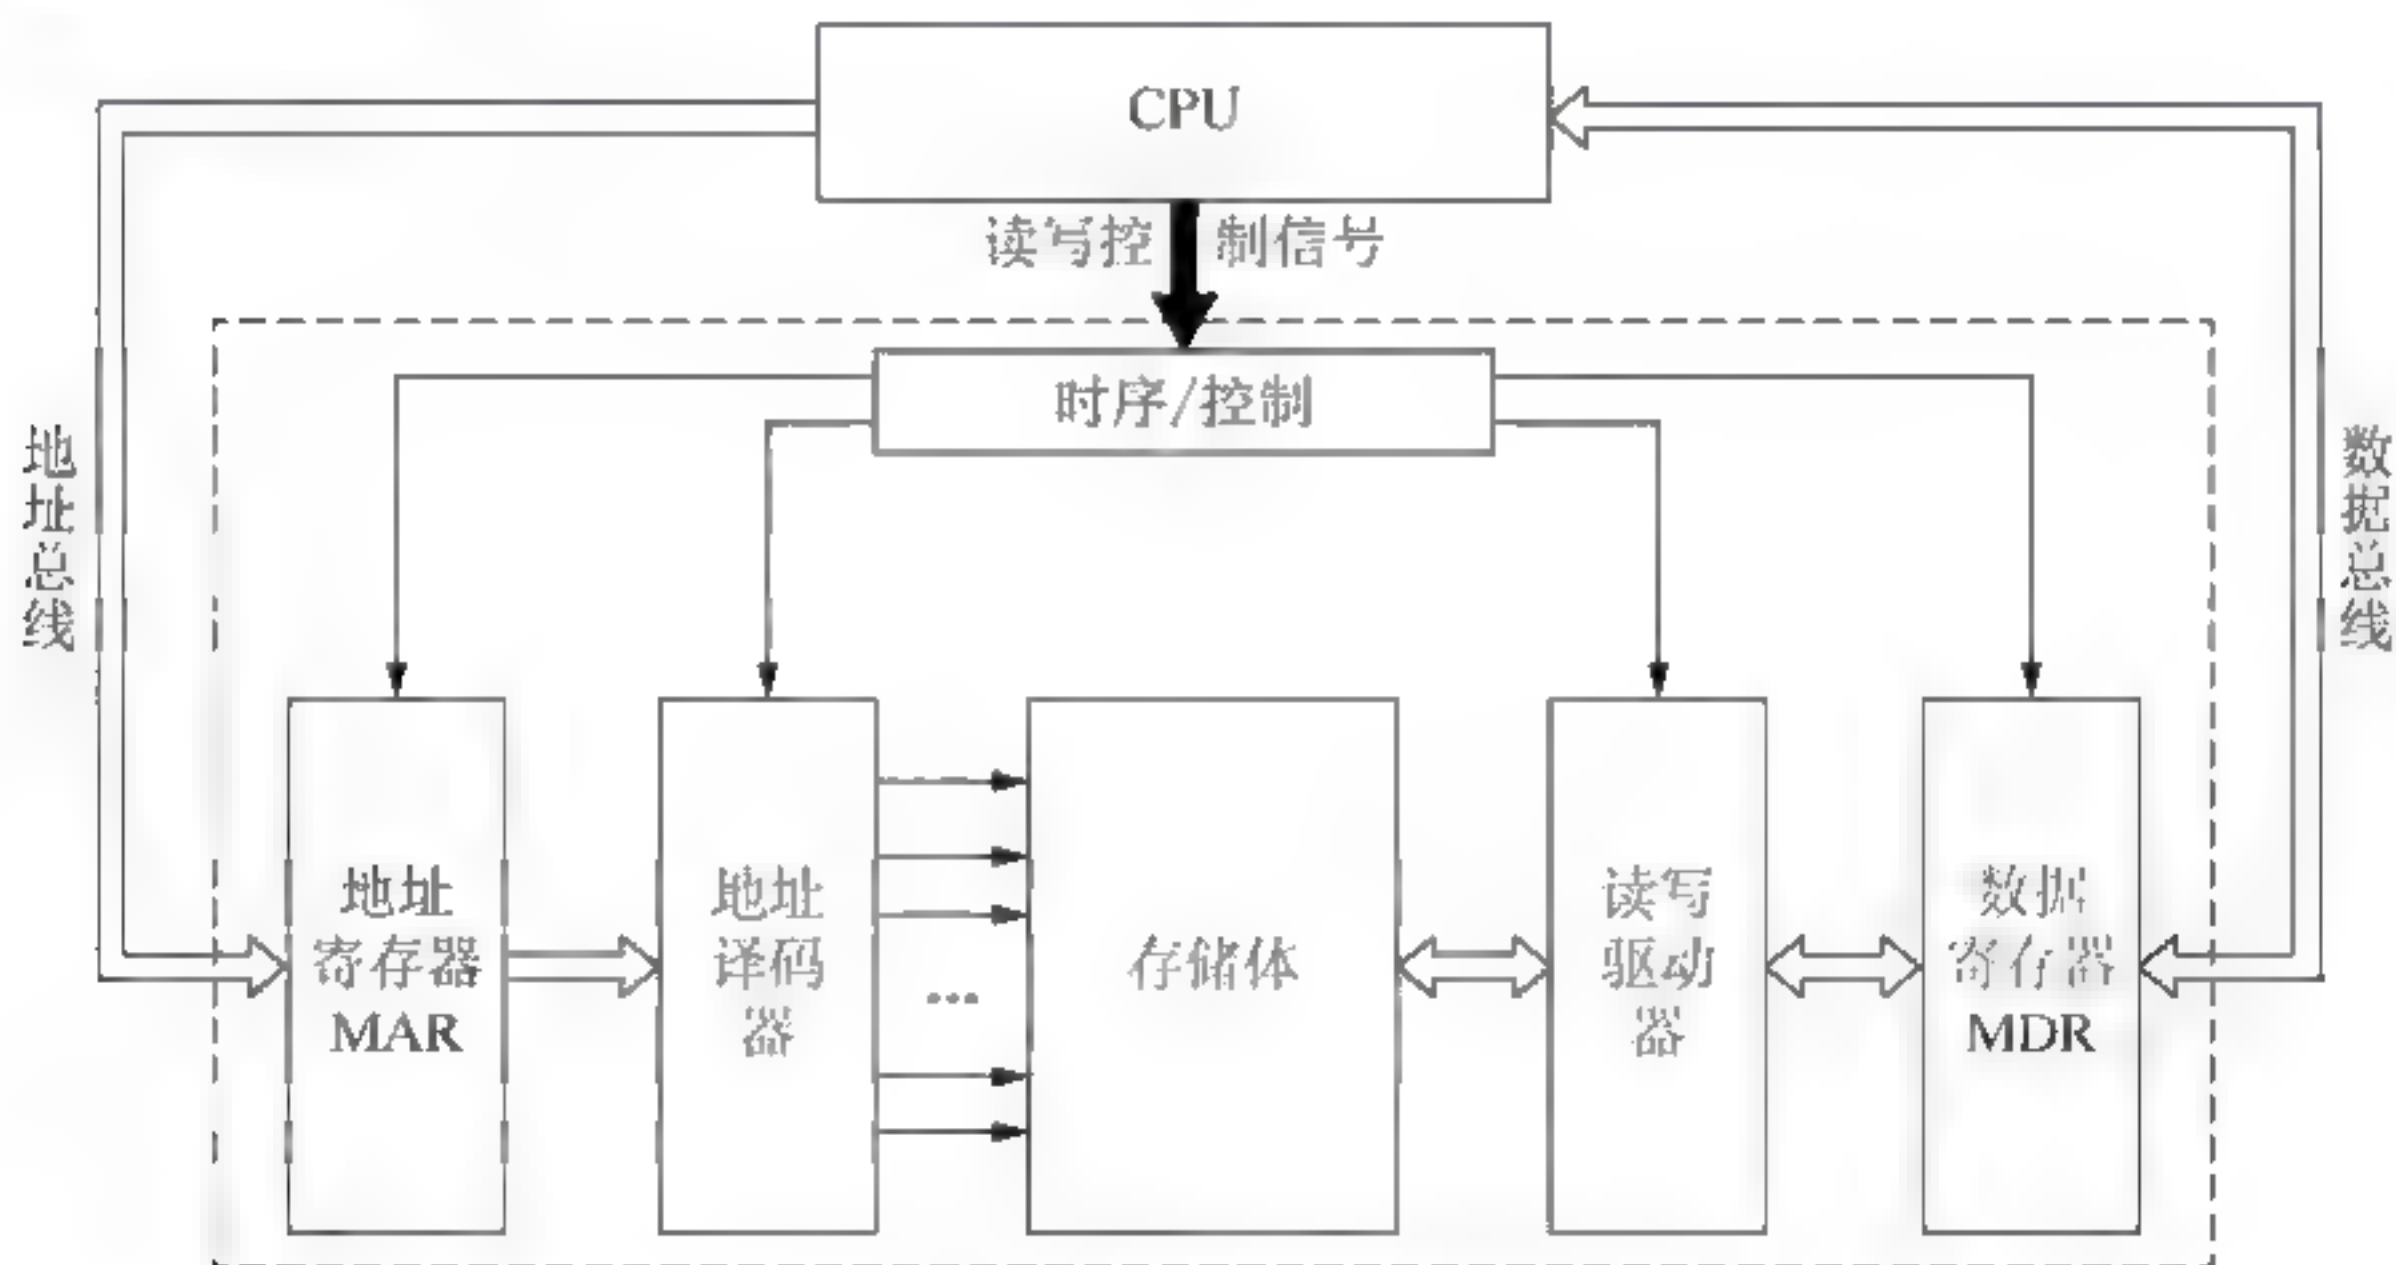 CPU
读写控 制信号
时序/控制
地址总线
数据总线
地址
寄存器
MAR
地址
译码
器
...
存储体
读写
驱动
器
数据
寄存器
MDR